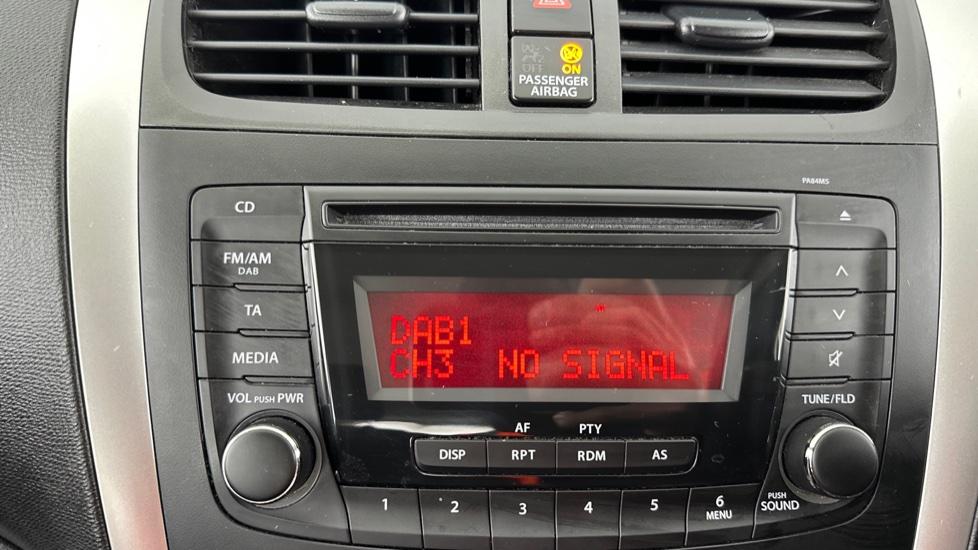 OFF
ON
PASSENGER
AIRBAG
PA84MS
CD
FM/AM
DAB
TA
MEDIA
VOL PUSH PWR
DAB1
CH3 NO SIGNAL
TUNE/FLD
AF PTY
DISP RPT RDM AS
1 2 3 4 5 6
MENU
PUSH
SOUND